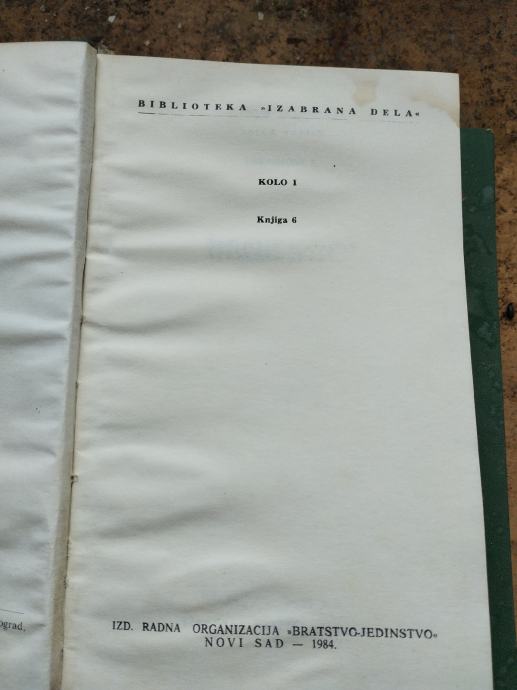 BIBLIOTEKA »IZABRANA DELA«
KOLO 1
Knjiga 6
IZD. RADNA ORGANIZACIJA »BRATSTVO-JEDINSTVO«
NOVI SAD — 1984.